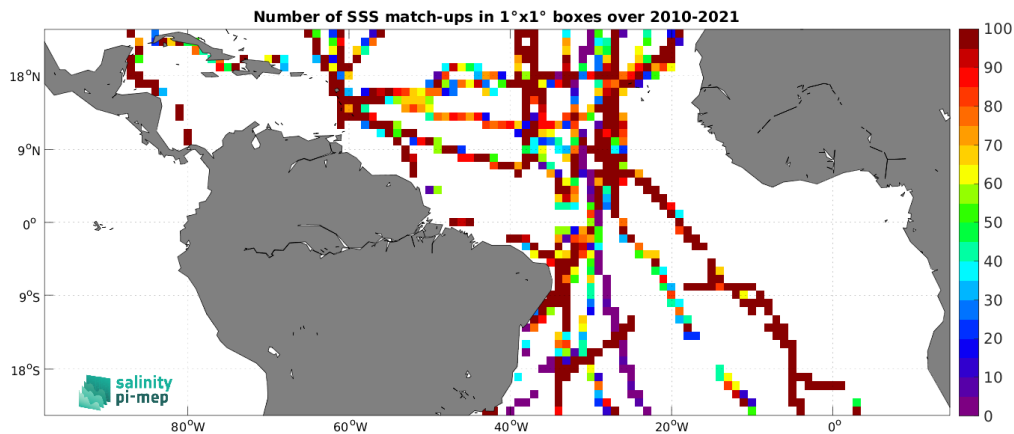 Number of SSS match-ups in 1°x1° boxes over 2010-2021
18°N
9°N
0°
9°S
18°S
80°W
60°W
40°W
20°W
0°
100
90
80
70
60
50
40
30
20
10
0
salinity
pi-mep